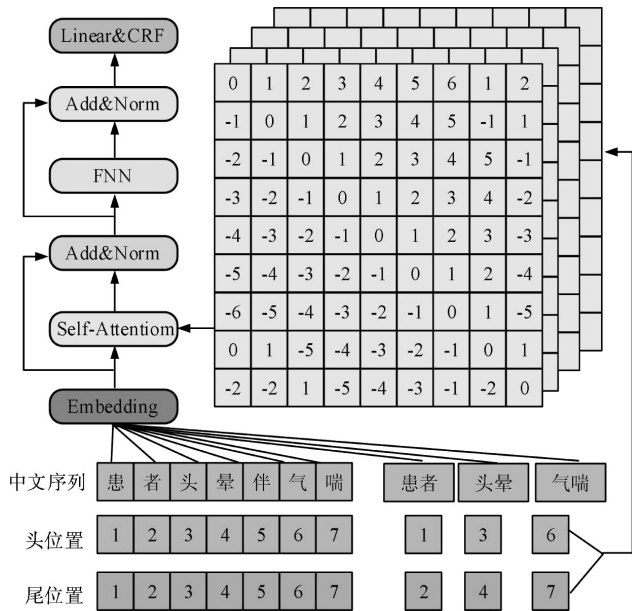 Linear&CRF
Add&Norm
FNN
Add&Norm
Self-Attentiom
Embedding
0 1 2 3 4 5 6 1 2
-1 0 1 2 3 4 5 -1 1
-2 -1 0 1 2 3 4 5 -1
-3 -2 -1 0 1 2 3 4 -2
-4 -3 -2 -1 0 1 2 3 -3
-5 -4 -3 -2 -1 0 1 2 -4
-6 -5 -4 -3 -2 -1 0 1 -5
0 1 -5 -4 -3 -2 -1 0 1
-2 -2 1 -5 -4 -3 -1 -2 0
中文序列 患 者 头 晕 伴 气 喘 患者 头晕 气喘
头位置 1 2 3 4 5 6 7 1 3 6
尾位置 1 2 3 4 5 6 7 2 4 7